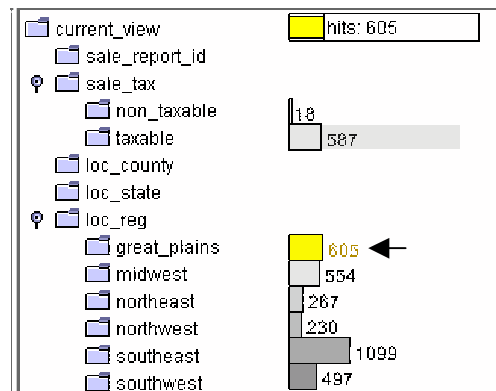 current_view hits: 605
sale_report_id
sale_tax
non_taxable 18
taxable 587
loc_county
loc_state
loc_reg
great_plains 605
midwest 554
northeast 267
northwest 230
southeast 1099
southwest 497